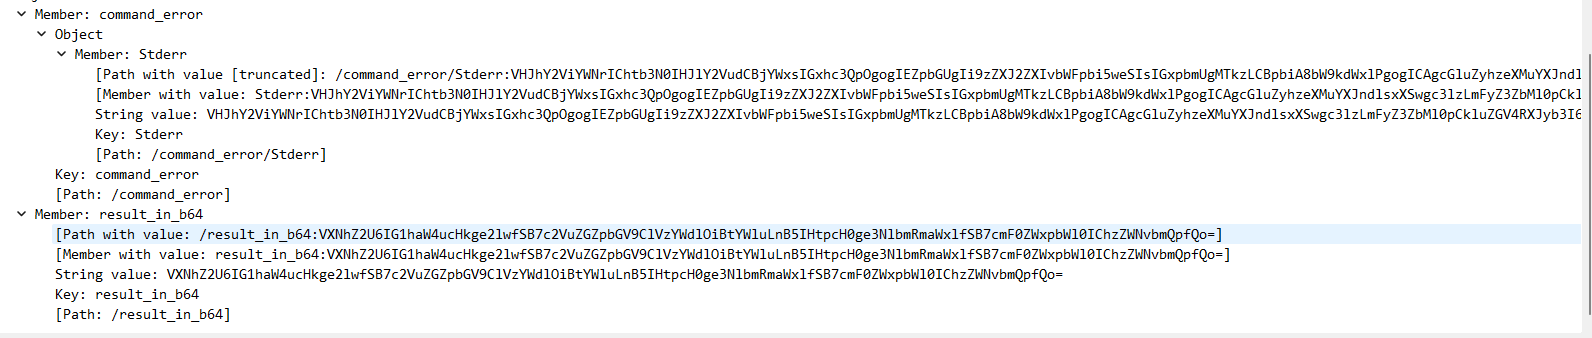 Member: command_error
Object
Member: Stderr
[Path with value [truncated]: /command_error/Stderr:VHJhY2ViYWNrIChtb3N0IHJlY2VudCBjYWxsIGxhc3QpOgogIEZpbGUgIi9zZXJ2ZXIvbWFpbi5weSIsIGxpbmUgMTkzLCBpbiA8bW9kdWxlPgogICAgcGluZyhzeXMuYXJndl
[Member with value: Stderr:VHJhY2ViYWNrIChtb3N0IHJlY2VudCBjYWxsIGxhc3QpOgogIEZpbGUgIi9zZXJ2ZXIvbWFpbi5weSIsIGxpbmUgMTkzLCBpbiA8bW9kdWxlPgogICAgcGluZyhzeXMuYXJndlsxXSwgc3lzLmFyZ3ZbMl0pCkl
String value: VHJhY2ViYWNrIChtb3N0IHJlY2VudCBjYWxsIGxhc3QpOgogIEZpbGUgIi9zZXJ2ZXIvbWFpbi5weSIsIGxpbmUgMTkzLCBpbiA8bW9kdWxlPgogICAgcGluZyhzeXMuYXJndlsxXSwgc3lzLmFyZ3ZbMl0pCkluZGV4RXJyb3I6
Key: Stderr
[Path: /command_error/Stderr]
Key: command_error
[Path: /command_error]
Member: result_in_b64
[Path with value: /result_in_b64:VXNhZ2U6IG1haW4ucHkge2lwfSB7c2VuZGZpbGV9ClVzYWdlOiBtYWluLnB5IHtpcH0ge3NlbmRmaWxlfSB7cmF0ZWxpbWl0IChzZWNvbmQpfQo=]
[Member with value: result_in_b64:VXNhZ2U6IG1haW4ucHkge2lwfSB7c2VuZGZpbGV9ClVzYWdlOiBtYWluLnB5IHtpcH0ge3NlbmRmaWxlfSB7cmF0ZWxpbWl0IChzZWNvbmQpfQo=]
String value: VXNhZ2U6IG1haW4ucHkge2lwfSB7c2VuZGZpbGV9ClVzYWdlOiBtYWluLnB5IHtpcH0ge3NlbmRmaWxlfSB7cmF0ZWxpbWl0IChzZWNvbmQpfQo=
Key: result_in_b64
[Path: /result_in_b64]